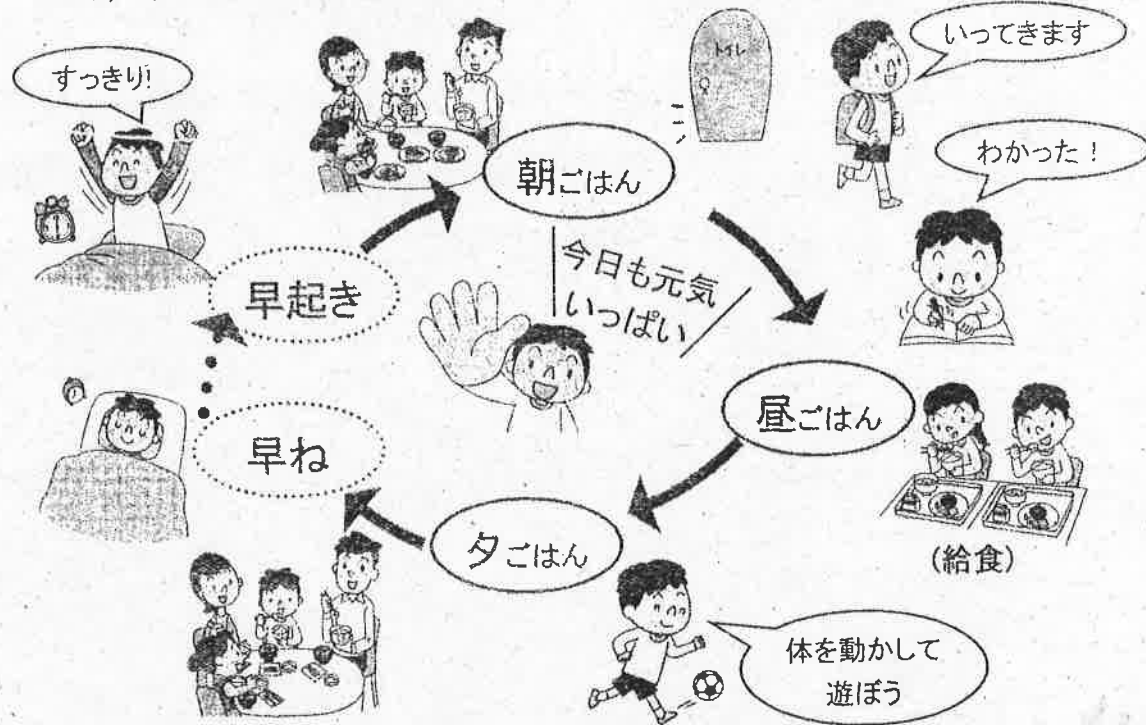 すっきり!
トイレ
いってきます
わかった！
朝ごはん
今日も元気
いっぱい
早起き
昼ごはん
早ね
(給食)
夕ごはん
体を動かして
遊ぼう